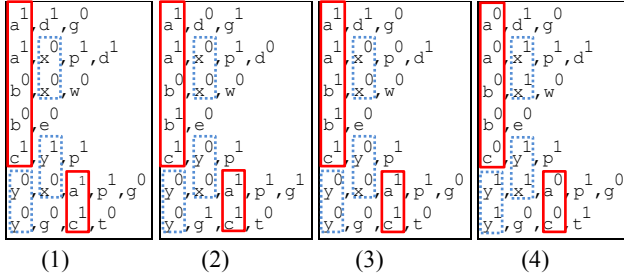 a¹,d¹,g⁰
a¹,x⁰,p¹,d¹
b⁰,x⁰,w⁰
b⁰,e⁰
c¹,y¹,p¹
y⁰,x⁰,a¹,p¹,g¹
y⁰,g⁰,c¹,t⁰
(1)
a¹,d⁰,g⁰
a¹,x⁰,p¹,d⁰
b⁰,x⁰,w⁰
b¹,e⁰
c¹,y⁰,p¹
y⁰,x⁰,a¹,p¹,g¹
y⁰,g¹,c¹,t⁰
(2)
a¹,d¹,g⁰
a¹,x⁰,p⁰,d¹
b¹,x⁰,w⁰
b¹,e⁰
c¹,y⁰,p¹
y⁰,x⁰,a¹,p¹,g⁰
y⁰,g⁰,c¹,t⁰
(3)
a⁰,d¹,g⁰
a⁰,x¹,p¹,d¹
b⁰,x¹,w⁰
b⁰,e⁰
c⁰,y¹,p¹
y¹,x¹,a⁰,p¹,g⁰
y¹,g⁰,c⁰,t¹
(4)